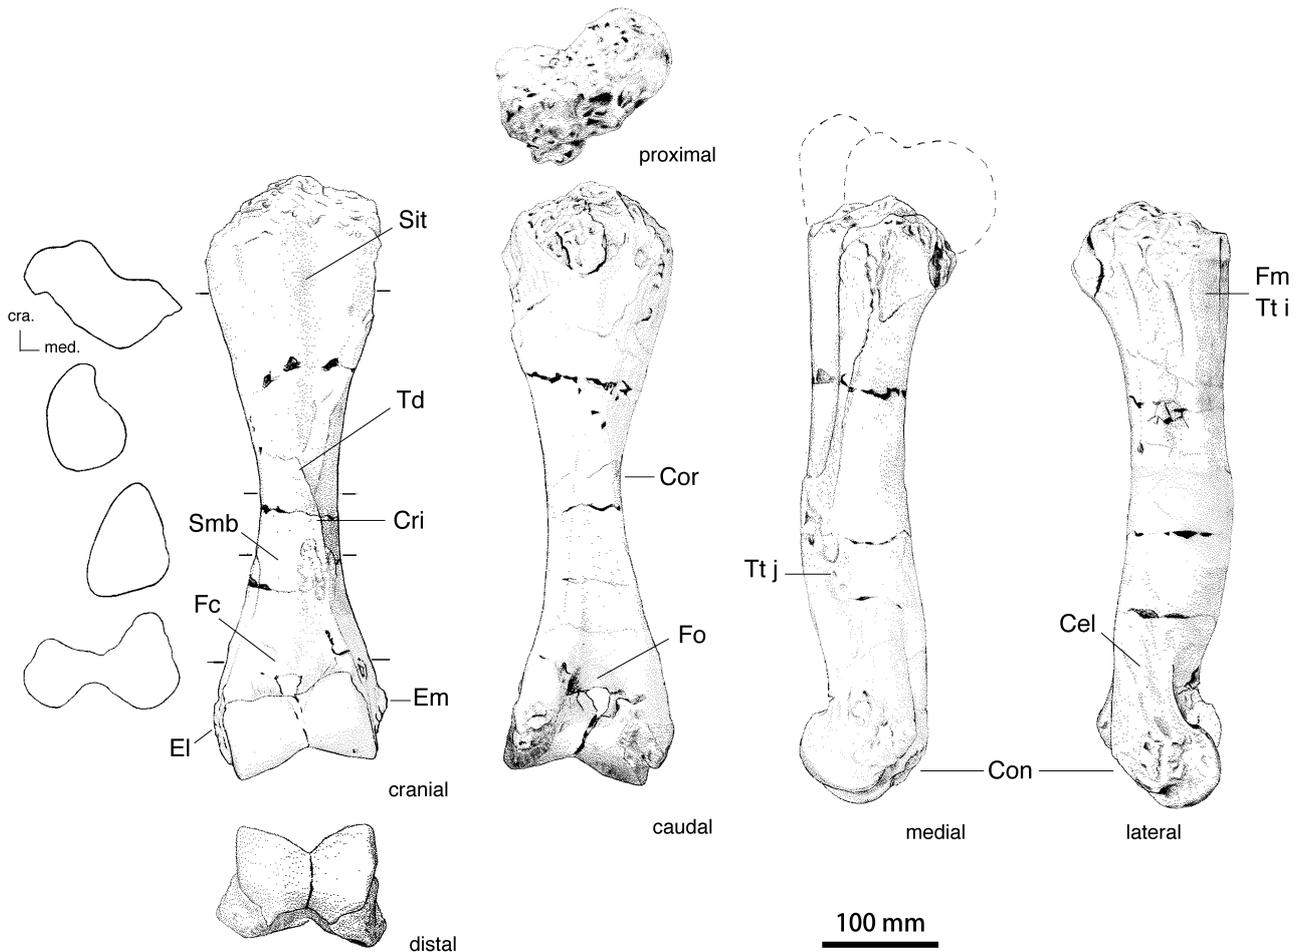 proximal
Sit
cra.
med.
Fm
Tt i
Td
Cor
Smb
Cri
Tt j
Fc
Fo
Cel
Em
El
Con
cranial
caudal
medial
lateral
100 mm
distal